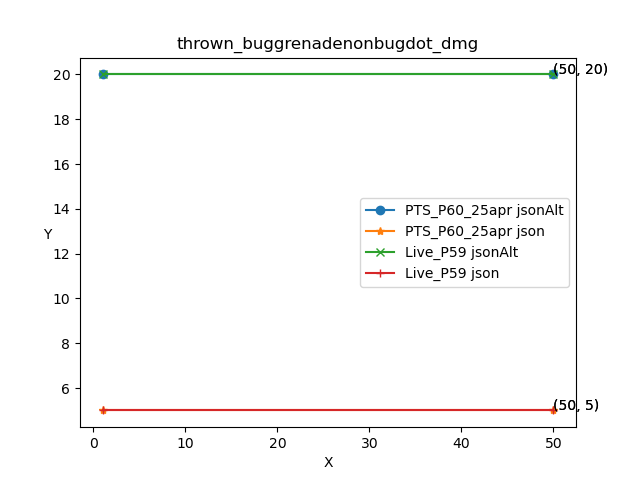 thrown_buggrenadenonbugdot_dmg
(50, 20)
20
18
16
14
12
10
8
6
Y
PTS_P60_25apr jsonAlt
PTS_P60_25apr json
Live_P59 jsonAlt
Live_P59 json
(50, 5)
0 10 20 30 40 50
X